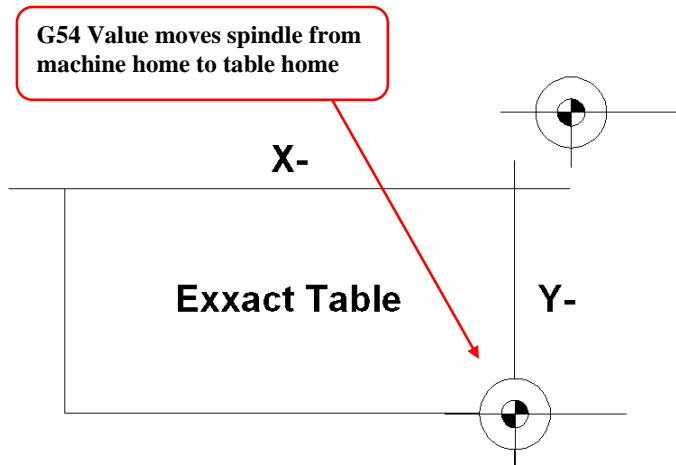 G54 Value moves spindle from
machine home to table home
X-
Exxact Table
Y-